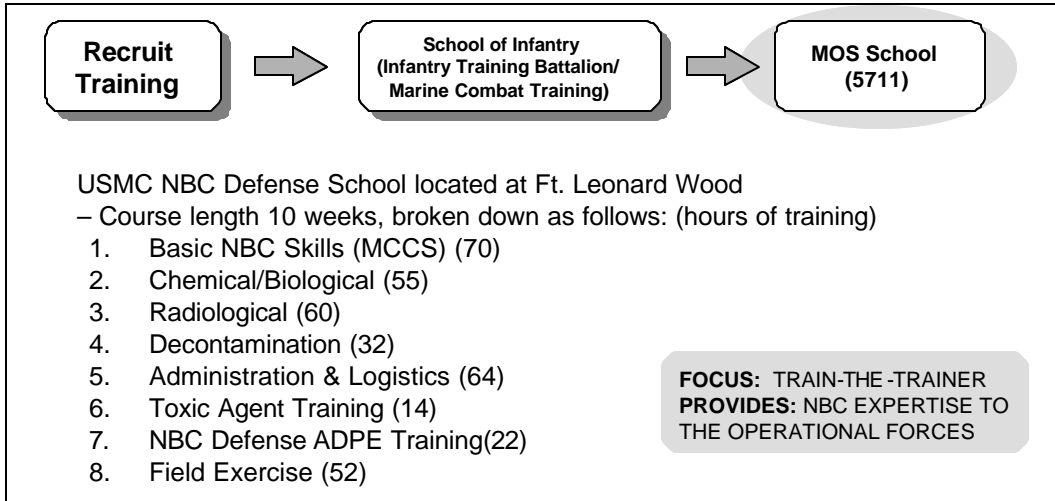 Recruit
Training
School of Infantry
(Infantry Training Battalion/
Marine Combat Training)
MOS School
(5711)
USMC NBC Defense School located at Ft. Leonard Wood
– Course length 10 weeks, broken down as follows: (hours of training)
1. Basic NBC Skills (MCCS) (70)
2. Chemical/Biological (55)
3. Radiological (60)
4. Decontamination (32)
5. Administration & Logistics (64)
6. Toxic Agent Training (14)
7. NBC Defense ADPE Training(22)
8. Field Exercise (52)
FOCUS: TRAIN-THE -TRAINER
PROVIDES: NBC EXPERTISE TO
THE OPERATIONAL FORCES